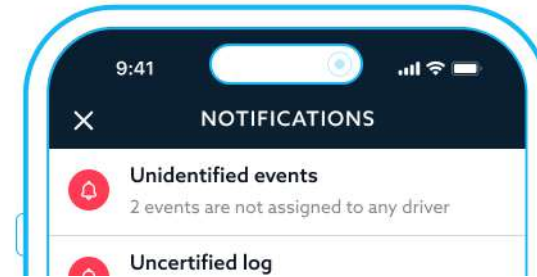 9:41
NOTIFICATIONS
Unidentified events
2 events are not assigned to any driver
Uncertified log